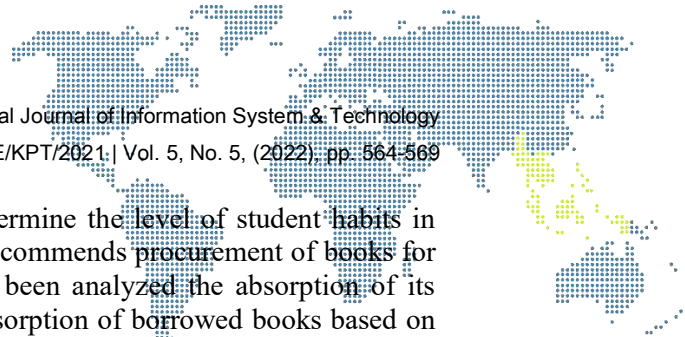 al Journal of Information System & Technology
E/KPT/2021 | Vol. 5, No. 5, (2022), pp. 564-569
ermine the level of student habits in
commends procurement of books for
been analyzed the absorption of its
sorption of borrowed books based on